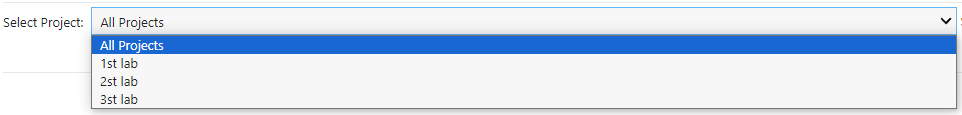 Select Project: All Projects
All Projects
1st lab
2st lab
3st lab